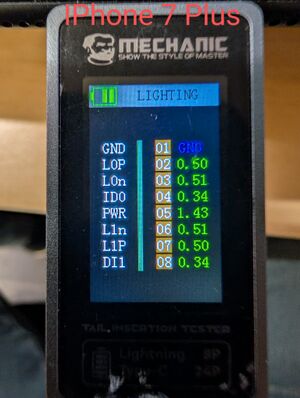 IPhone 7 Plus
MECHANIC
SHOW THE STYLE OF MASTER
LIGHTING
GND 01 GND
L0P 02 0.50
L0n 03 0.51
ID0 04 0.34
PWR 05 1.43
L1n 06 0.51
L1P 07 0.50
DI1 08 0.34
TAIL INSERTION TESTER
Lightning 8P
Type-C 24P